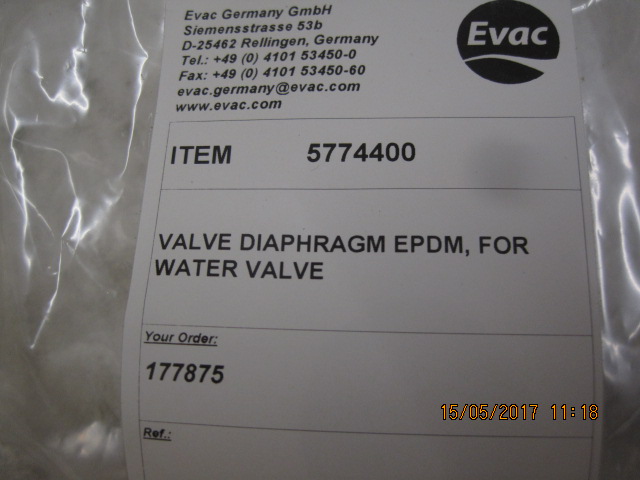 Evac Germany GmbH
Siemensstrasse 53b
D-25462 Rellingen, Germany
Tel.: +49 (0) 4101 53450-0
Fax: +49 (0) 4101 53450-60
evac.germany@evac.com
www.evac.com
Evac
ITEM 5774400
VALVE DIAPHRAGM EPDM, FOR
WATER VALVE
Your Order:
177875
Ref.:
15/05/2017 11:18